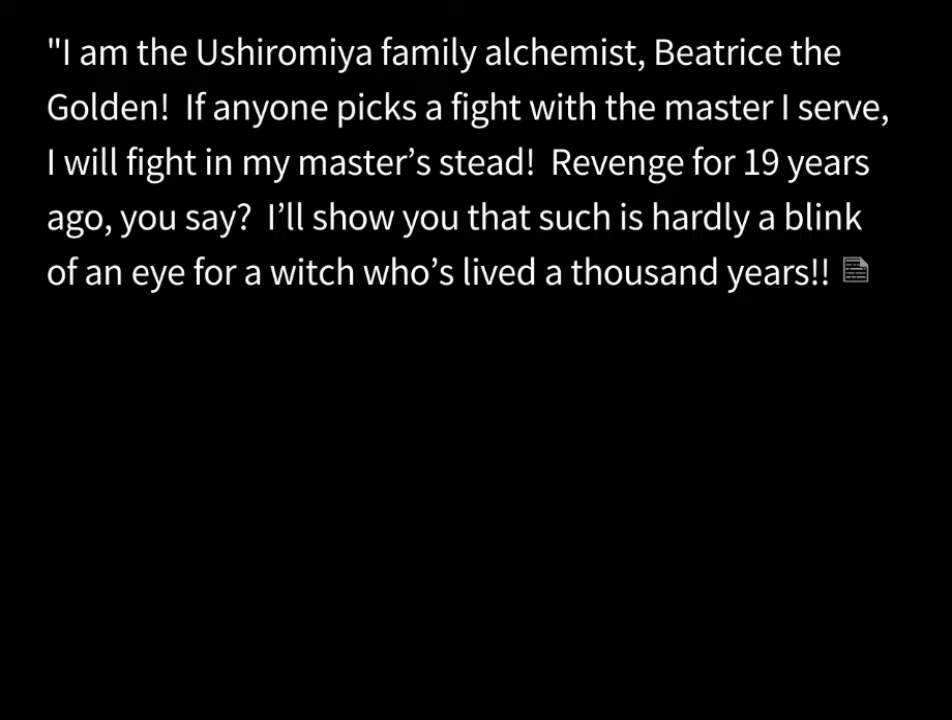 "I am the Ushiromiya family alchemist, Beatrice the
Golden!  If anyone picks a fight with the master I serve,
I will fight in my master’s stead!  Revenge for 19 years
ago, you say?  I’ll show you that such is hardly a blink
of an eye for a witch who’s lived a thousand years!!